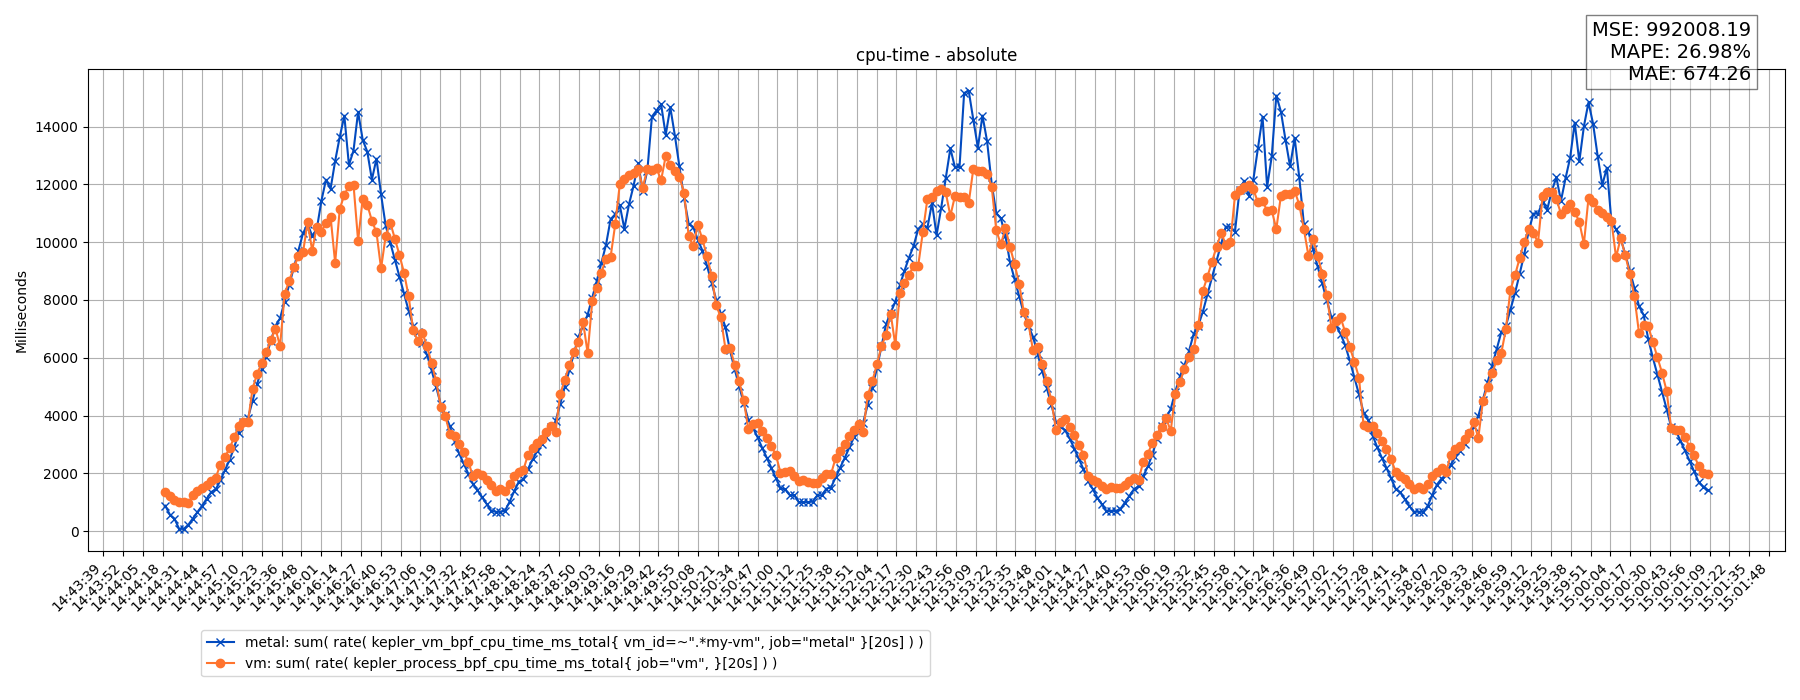 MSE: 992008.19
MAPE: 26.98%
MAE: 674.26
cpu-time - absolute
Milliseconds
14000
12000
10000
8000
6000
4000
2000
0
14:43:39 14:43:52 14:44:05 14:44:18 14:44:31 14:44:44 14:44:57 14:45:10 14:45:23 14:45:36 14:45:48 14:46:01 14:46:14 14:46:27 14:46:40 14:46:53 14:47:06 14:47:19 14:47:32 14:47:45 14:47:58 14:48:11 14:48:24 14:48:37 14:48:50 14:49:03 14:49:16 14:49:29 14:49:42 14:49:55 14:50:08 14:50:21 14:50:34 14:50:47 14:51:00 14:51:12 14:51:25 14:51:38 14:51:51 14:52:04 14:52:17 14:52:30 14:52:43 14:52:56 14:53:09 14:53:22 14:53:35 14:53:48 14:54:01 14:54:14 14:54:27 14:54:40 14:54:53 14:55:06 14:55:19 14:55:32 14:55:45 14:55:58 14:56:11 14:56:24 14:56:36 14:56:49 14:57:02 14:57:15 14:57:28 14:57:41 14:57:54 14:58:07 14:58:20 14:58:33 14:58:46 14:58:59 14:59:12 14:59:25 14:59:38 14:59:51 15:00:04 15:00:17 15:00:30 15:00:43 15:00:56 15:01:09 15:01:22 15:01:35 15:01:48
metal: sum( rate( kepler_vm_bpf_cpu_time_ms_total{ vm_id=~".*my-vm", job="metal" }[20s] ) )
vm: sum( rate( kepler_process_bpf_cpu_time_ms_total{ job="vm", }[20s] ) )